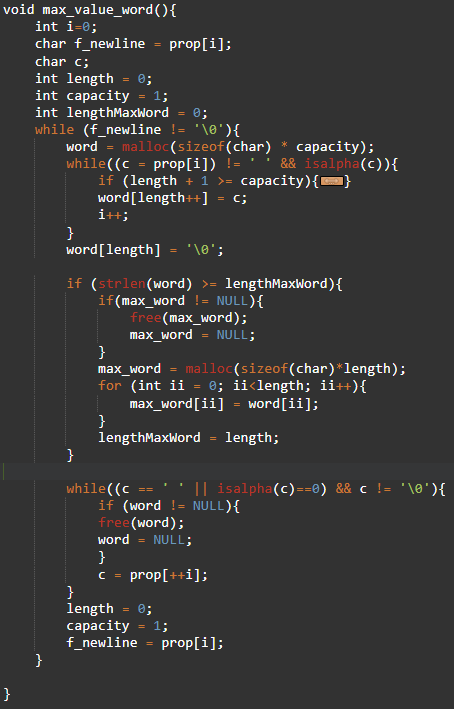 void max_value_word(){
    int i=0;
    char f_newline = prop[i];
    char c;
    int length = 0;
    int capacity = 1;
    int lengthMaxWord = 0;
    while (f_newline != '\0'){
        word = malloc(sizeof(char) * capacity);
        while((c = prop[i]) != ' ' && isalpha(c)){
            if (length + 1 >= capacity){...}
            word[length++] = c;
            i++;
        }
        word[length] = '\0';

        if (strlen(word) >= lengthMaxWord){
            if(max_word != NULL){
                free(max_word);
                max_word = NULL;
            }
            max_word = malloc(sizeof(char)*length);
            for (int ii = 0; ii<length; ii++){
                max_word[ii] = word[ii];
            }
            lengthMaxWord = length;
        }

        while((c == ' ' || isalpha(c)==0) && c != '\0'){
            if (word != NULL){
            free(word);
            word = NULL;
            }
            c = prop[++i];
        }
        length = 0;
        capacity = 1;
        f_newline = prop[i];
    }

}